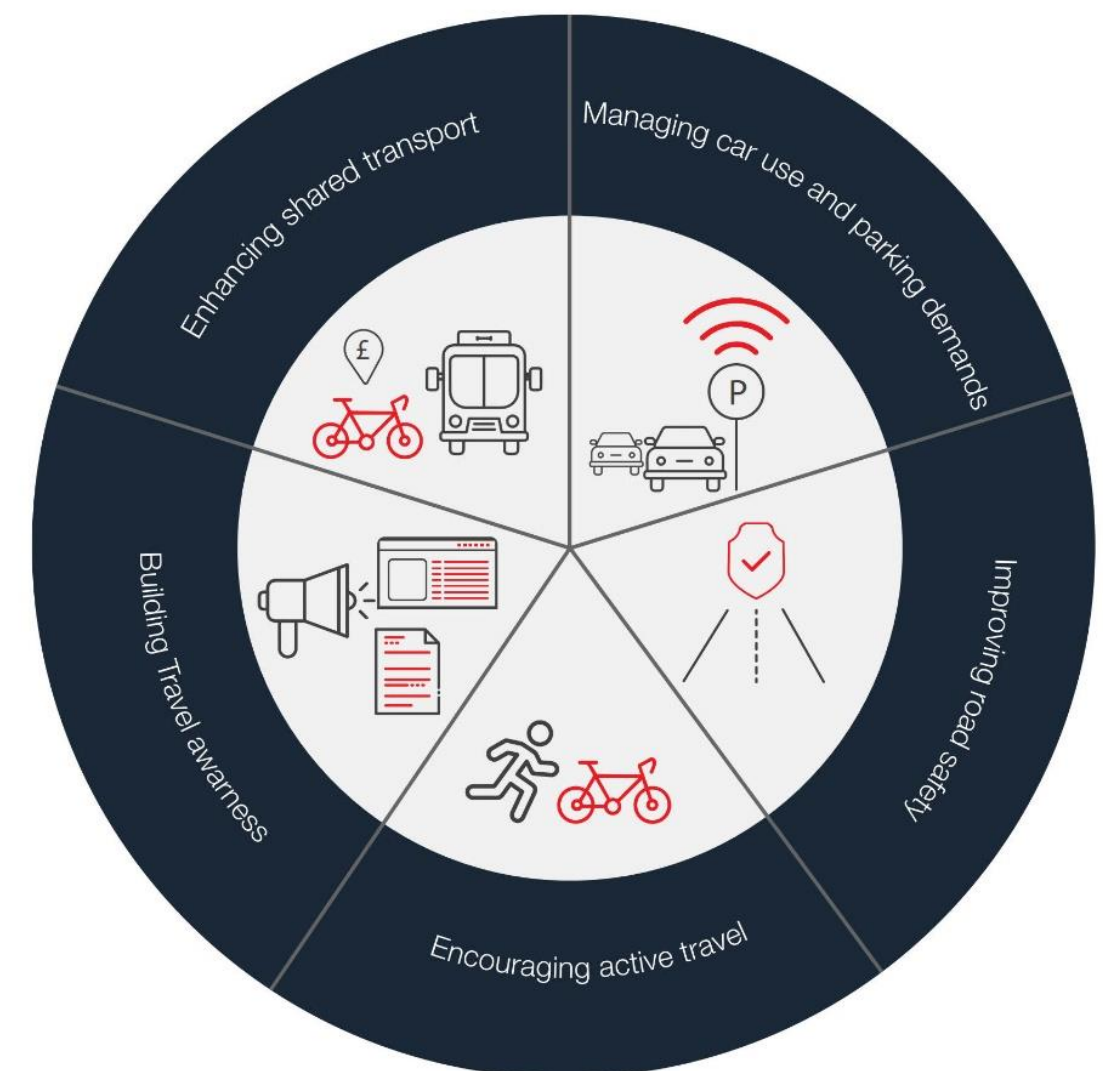 Managing car use and parking demands
Improving road safety
Encouraging active travel
Building Travel awarness
Enhancing shared transport
£
P